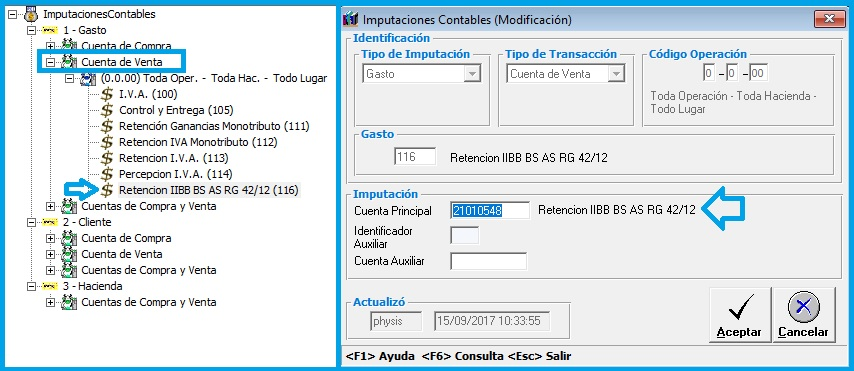 ImputacionesContables
1 - Gasto
Cuenta de Compra
Cuenta de Venta
(0.0.00) Toda Oper. - Toda Hac. - Todo Lugar
I.V.A. (100)
Control y Entrega (105)
Retención Ganancias Monotributo (111)
Retencion IVA Monotributo (112)
Retencion I.V.A. (113)
Percepcion I.V.A. (114)
Retencion IIBB BS AS RG 42/12 (116)
Cuentas de Compra y Venta
2 - Cliente
Cuenta de Compra
Cuenta de Venta
Cuentas de Compra y Venta
3 - Hacienda
Cuentas de Compra y Venta
Imputaciones Contables (Modificación)
Identificación
Tipo de Imputación
Gasto
Tipo de Transacción
Cuenta de Venta
Código Operación
0 - 0 - 00
Toda Operación - Toda Hacienda -
Todo Lugar
Gasto
116 Retencion IIBB BS AS RG 42/12
Imputación
Cuenta Principal 21010548 Retencion IIBB BS AS RG 42/12
Identificador
Auxiliar
Cuenta Auxiliar
Actualizó
physis 15/09/2017 10:33:55
Aceptar
Cancelar
<F1> Ayuda <F6> Consulta <Esc> Salir